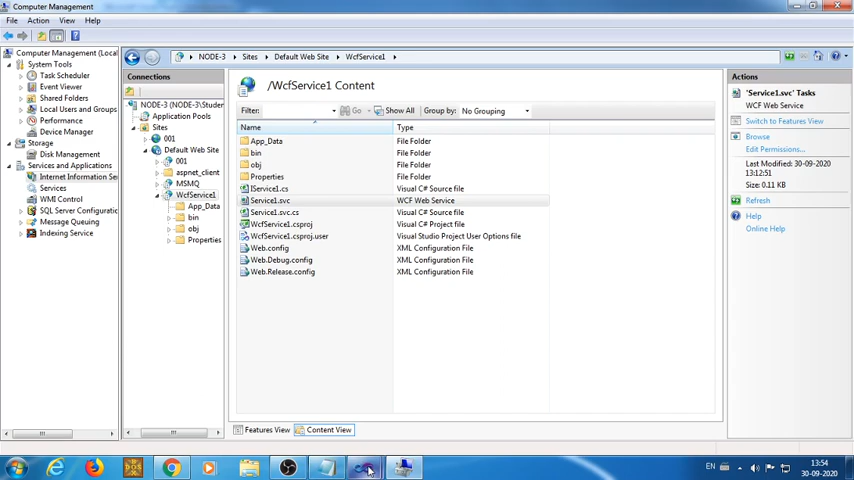 Computer Management
File Action View Help
NODE-3 Sites Default Web Site WcfService1
Computer Management (Local
System Tools
Task Scheduler
Event Viewer
Shared Folders
Local Users and Groups
Performance
Device Manager
Storage
Disk Management
Services and Applications
Internet Information Se
Services
WMI Control
SQL Server Configuratio
Message Queuing
Indexing Service
Connections
NODE-3 (NODE-3\Studen
Application Pools
Sites
001
Default Web Site
001
aspnet_client
MSMQ
WcfService1
App_Data
bin
obj
Properties
/WcfService1 Content
Filter: Go Show All Group by: No Grouping
Name Type
App_Data File Folder
bin File Folder
obj File Folder
Properties File Folder
IService1.cs Visual C# Source file
Service1.svc WCF Web Service
Service1.svc.cs Visual C# Source file
WcfService1.csproj Visual C# Project file
WcfService1.csproj.user Visual Studio Project User Options file
Web.config XML Configuration File
Web.Debug.config XML Configuration File
Web.Release.config XML Configuration File
Features View Content View
Actions
'Service1.svc' Tasks
WCF Web Service
Switch to Features View
Browse
Edit Permissions...
Last Modified: 30-09-2020
13:12:51
Size: 0.11 KB
Refresh
Help
Online Help
EN
13:54
30-09-2020